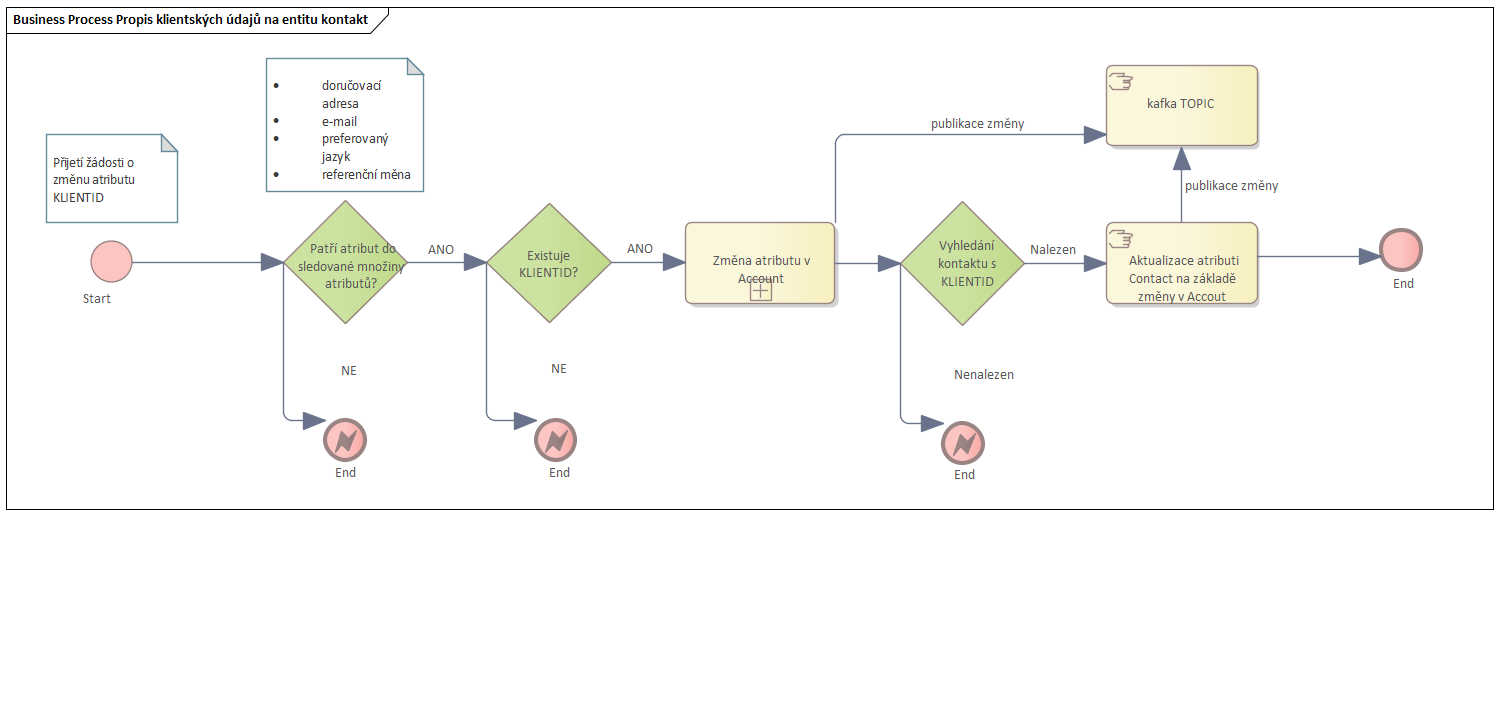 Business Process Propis klientských údajů na entitu kontakt
Přijetí žádosti o
změnu atributu
KLIENTID
• doručovací
adresa
• e-mail
• preferovaný
jazyk
• referenční měna
Start
Patří atribut do
sledované množiny
atributů?
ANO
NE
End
Existuje
KLIENTID?
ANO
NE
End
Změna atributu v
Account
publikace změny
kafka TOPIC
Vyhledání
kontaktu s
KLIENTID
Nalezen
Nenalezen
End
publikace změny
Aktualizace atributi
Contact na základě
změny v Accout
End